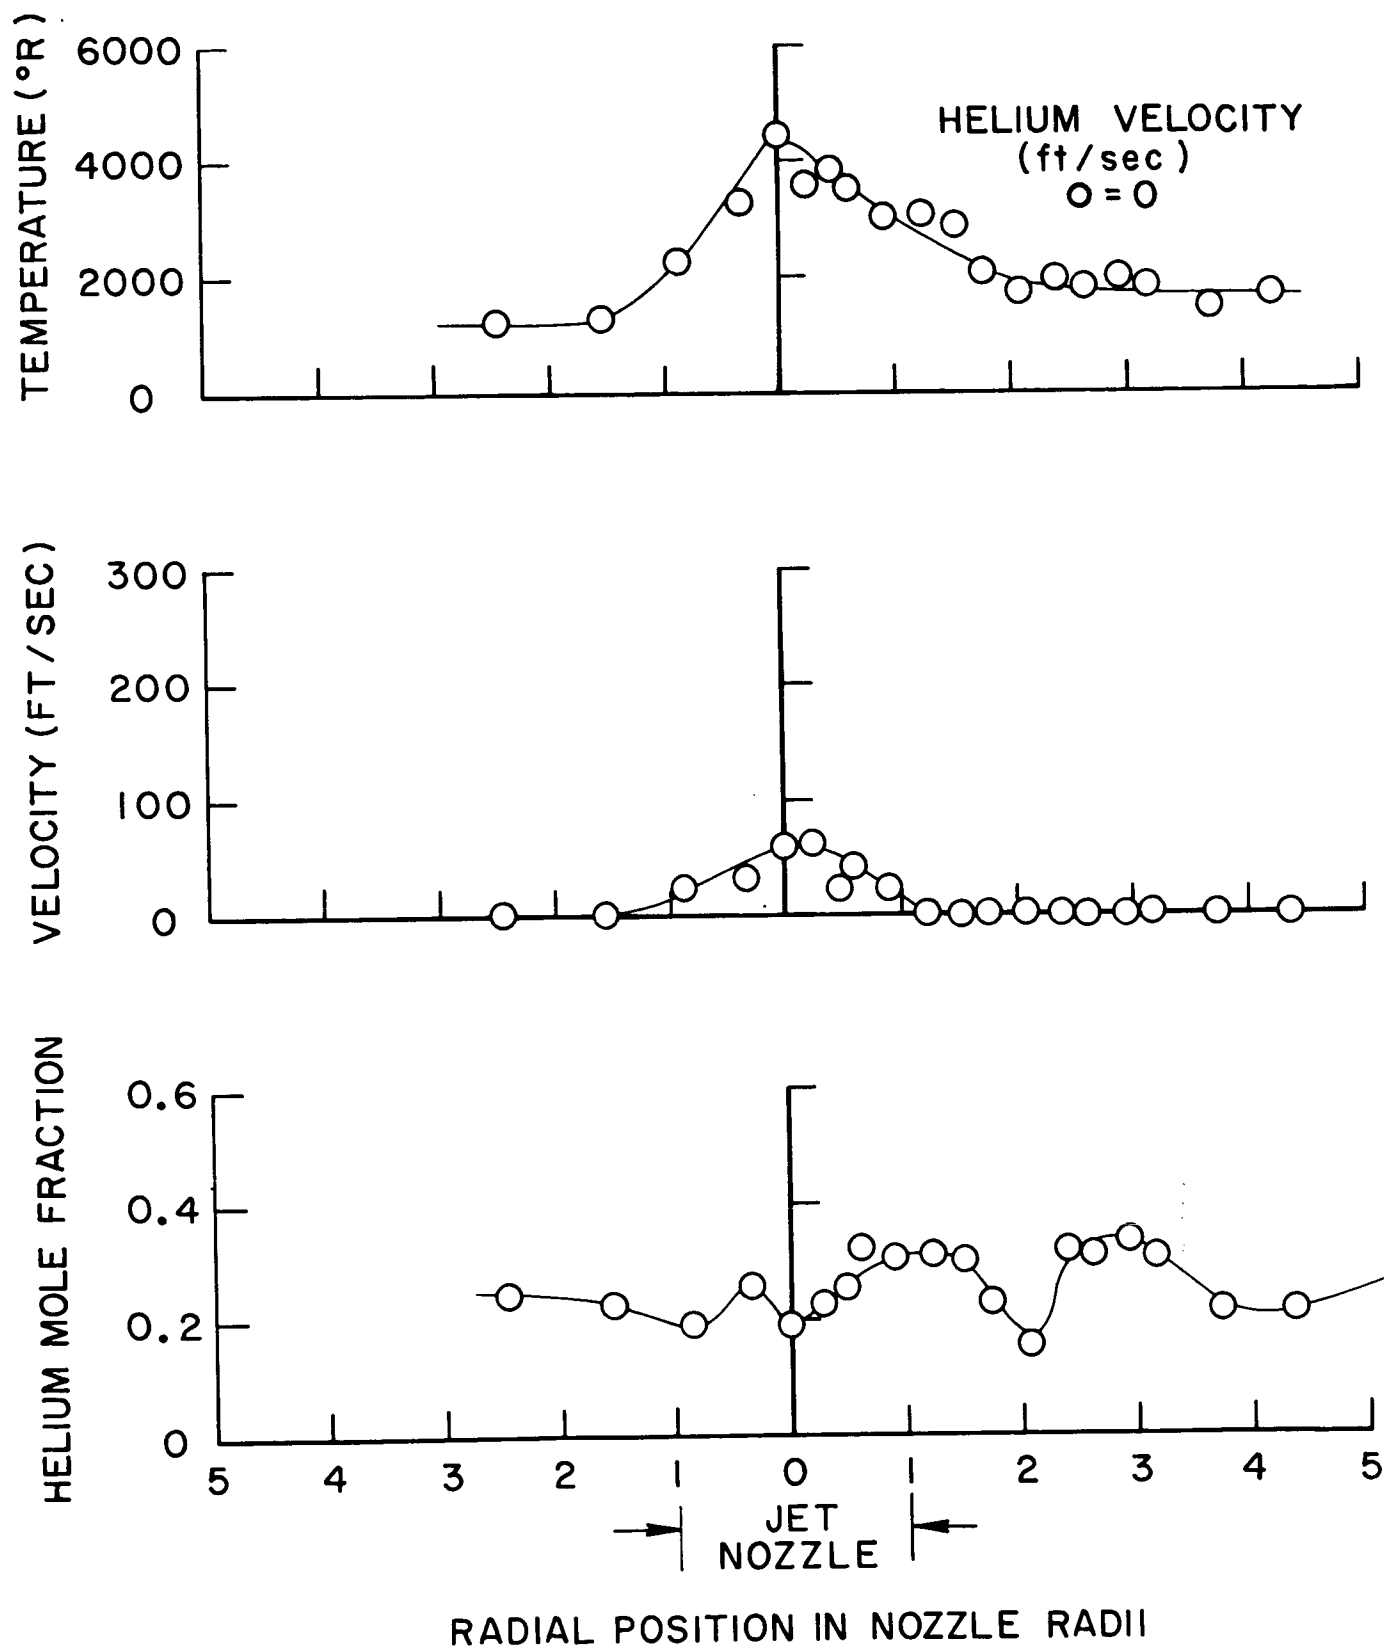 TEMPERATURE (°R)
6000
4000
2000
0
HELIUM VELOCITY
(ft/sec)
O = 0
VELOCITY (FT/SEC)
300
200
100
0
HELIUM MOLE FRACTION
0.6
0.4
0.2
0
5 4 3 2 1 0 1 2 3 4 5
JET
NOZZLE
RADIAL POSITION IN NOZZLE RADII